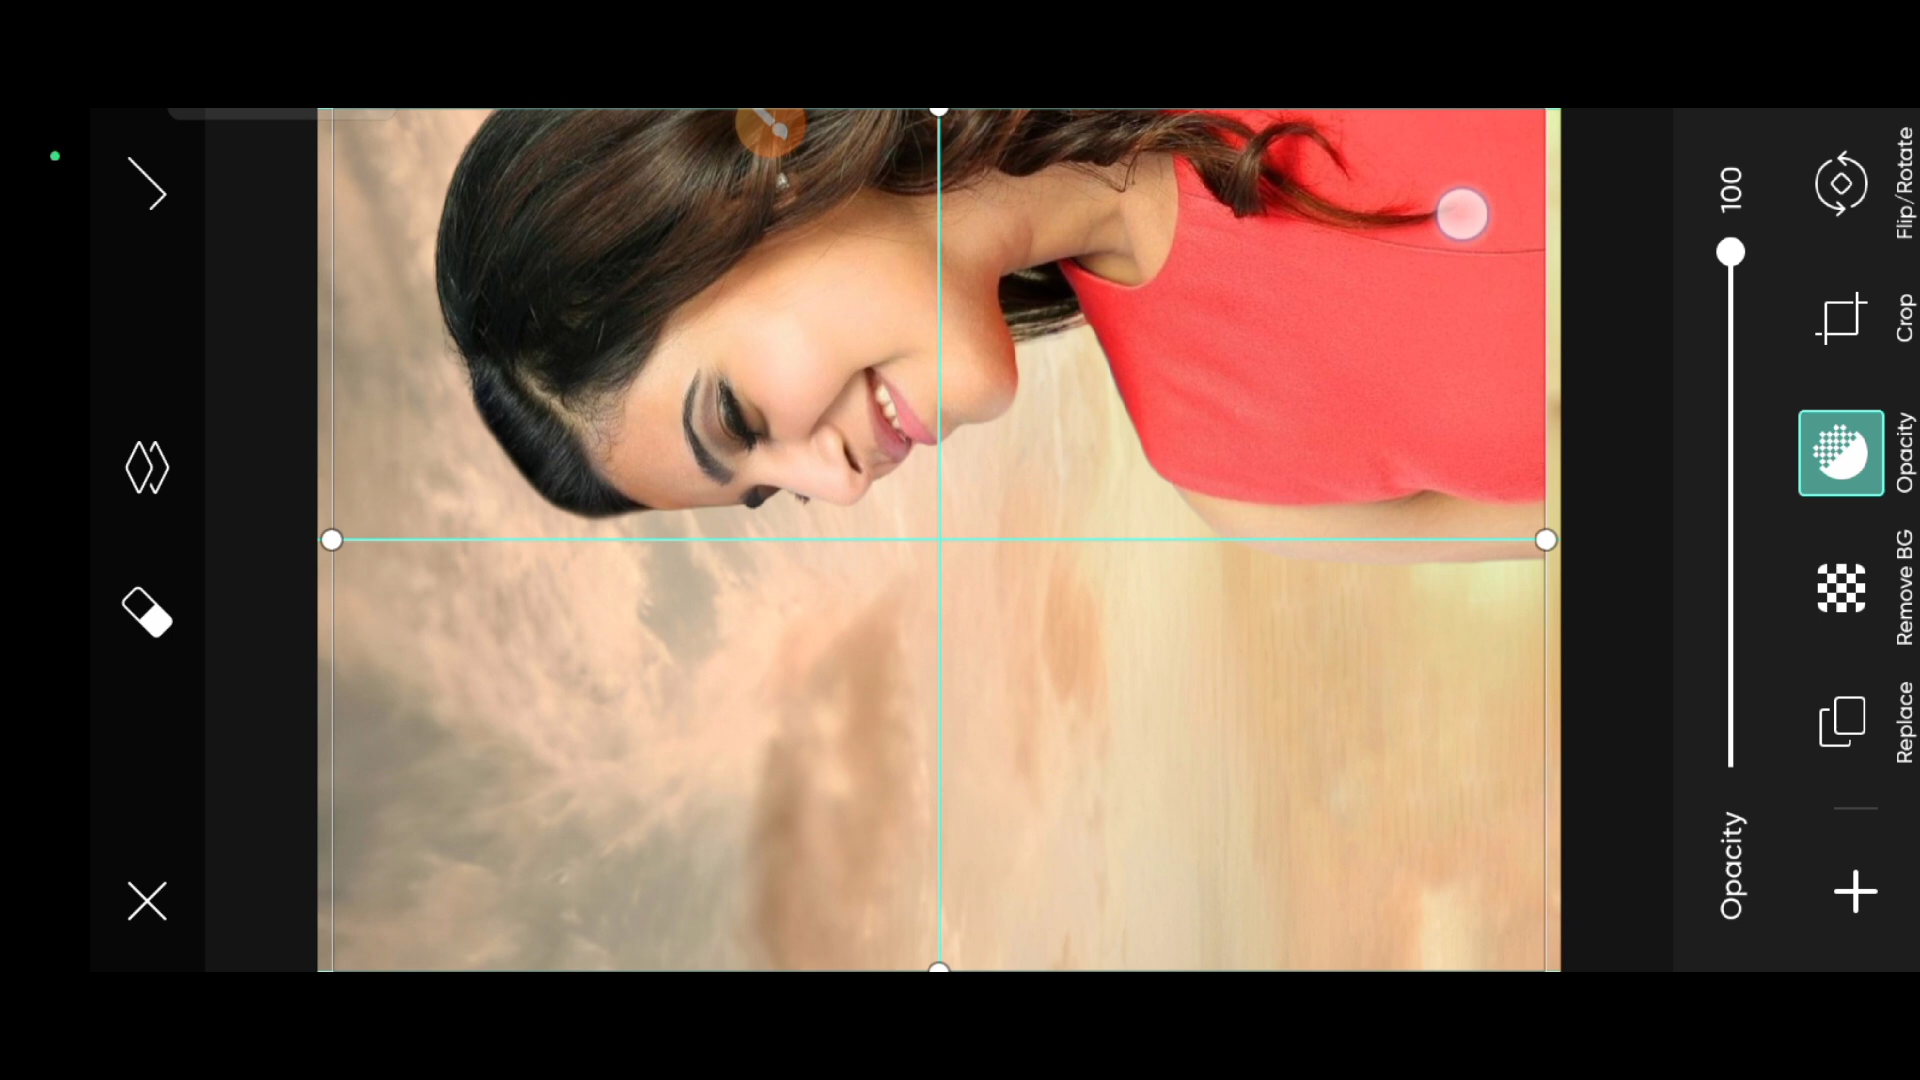 Opacity
100
Replace
Remove BG
Opacity
Crop
Flip/Rotate